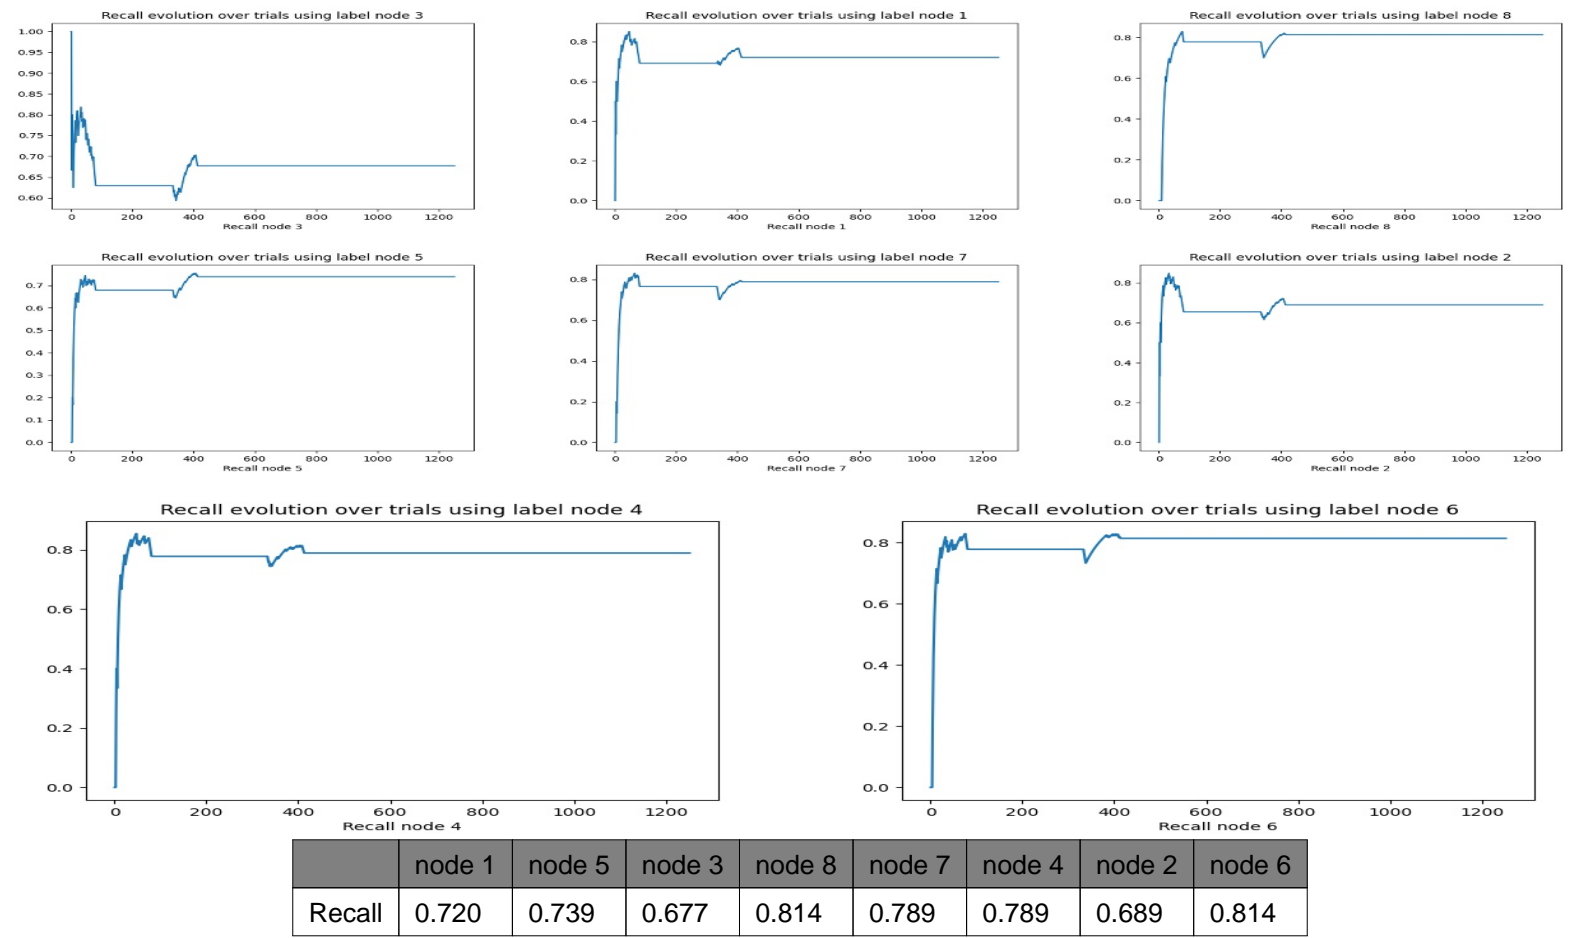 Recall evolution over trials using label node 3
1.00
0.95
0.90
0.85
0.80
0.75
0.70
0.65
0.60
0 200 400 600 800 1000 1200
Recall node 3
Recall evolution over trials using label node 1
0.8
0.6
0.4
0.2
0.0
0 200 400 600 800 1000 1200
Recall node 1
Recall evolution over trials using label node 8
0.8
0.6
0.4
0.2
0.0
0 200 400 600 800 1000 1200
Recall node 8
Recall evolution over trials using label node 5
0.7
0.6
0.5
0.4
0.3
0.2
0.1
0.0
0 200 400 600 800 1000 1200
Recall node 5
Recall evolution over trials using label node 7
0.8
0.6
0.4
0.2
0.0
0 200 400 600 800 1000 1200
Recall node 7
Recall evolution over trials using label node 2
0.8
0.6
0.4
0.2
0.0
0 200 400 600 800 1000 1200
Recall node 2
Recall evolution over trials using label node 4
0.8
0.6
0.4
0.2
0.0
0 200 400 600 800 1000 1200
Recall node 4
Recall evolution over trials using label node 6
0.8
0.6
0.4
0.2
0.0
0 200 400 600 800 1000 1200
Recall node 6
node 1 node 5 node 3 node 8 node 7 node 4 node 2 node 6
Recall 0.720 0.739 0.677 0.814 0.789 0.789 0.689 0.814